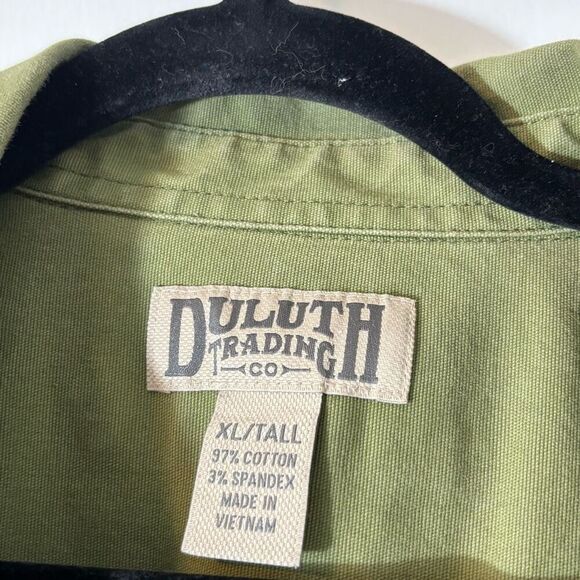 DULUTH
TRADING
CO
XL/TALL
97% COTTON
3% SPANDEX
MADE IN
VIETNAM